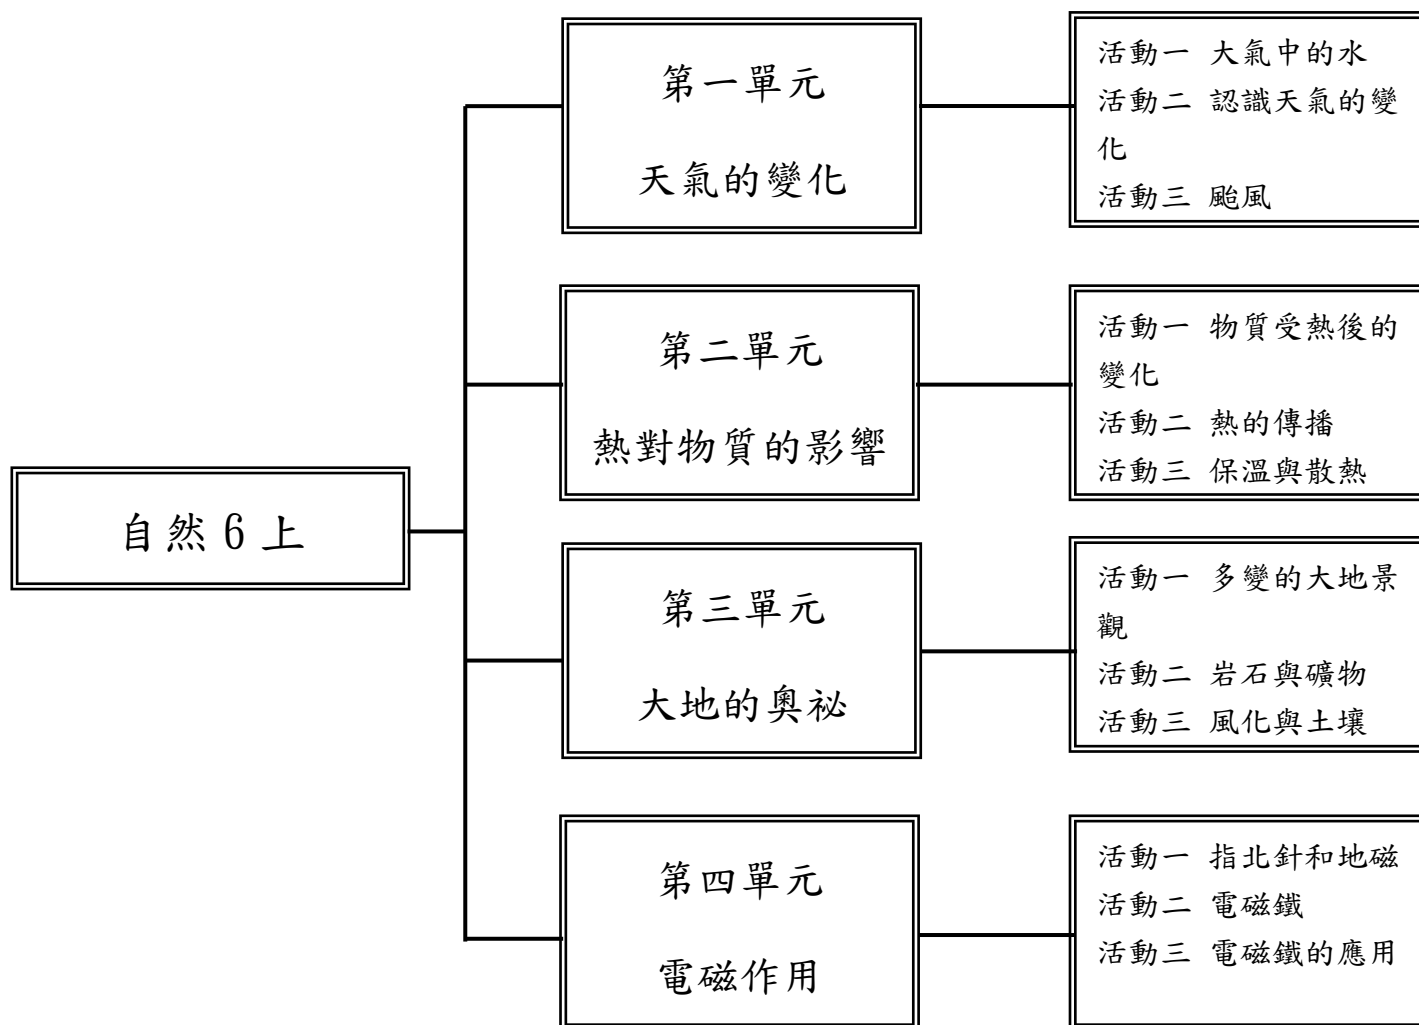 自然 6 上
第一單元
天氣的變化
活動一 大氣中的水
活動二 認識天氣的變
化
活動三 颱風
第二單元
熱對物質的影響
活動一 物質受熱後的
變化
活動二 熱的傳播
活動三 保溫與散熱
第三單元
大地的奧祕
活動一 多變的大地景
觀
活動二 岩石與礦物
活動三 風化與土壤
第四單元
電磁作用
活動一 指北針和地磁
活動二 電磁鐵
活動三 電磁鐵的應用